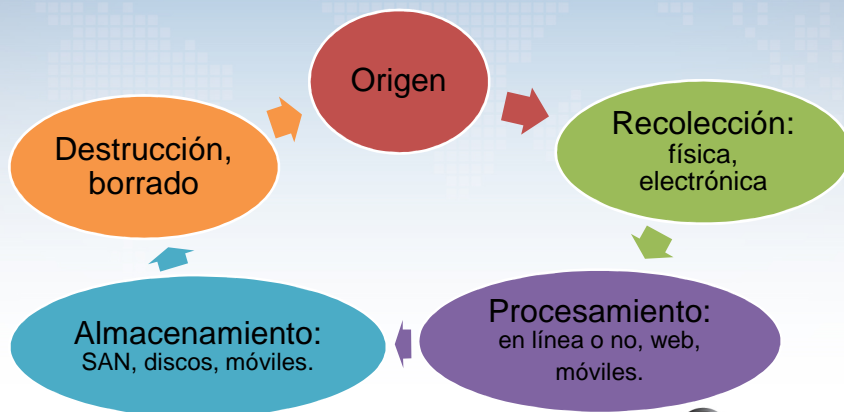 Origen
Recolección:
física,
electrónica
Procesamiento:
en línea o no, web,
móviles.
Almacenamiento:
SAN, discos, móviles.
Destrucción,
borrado